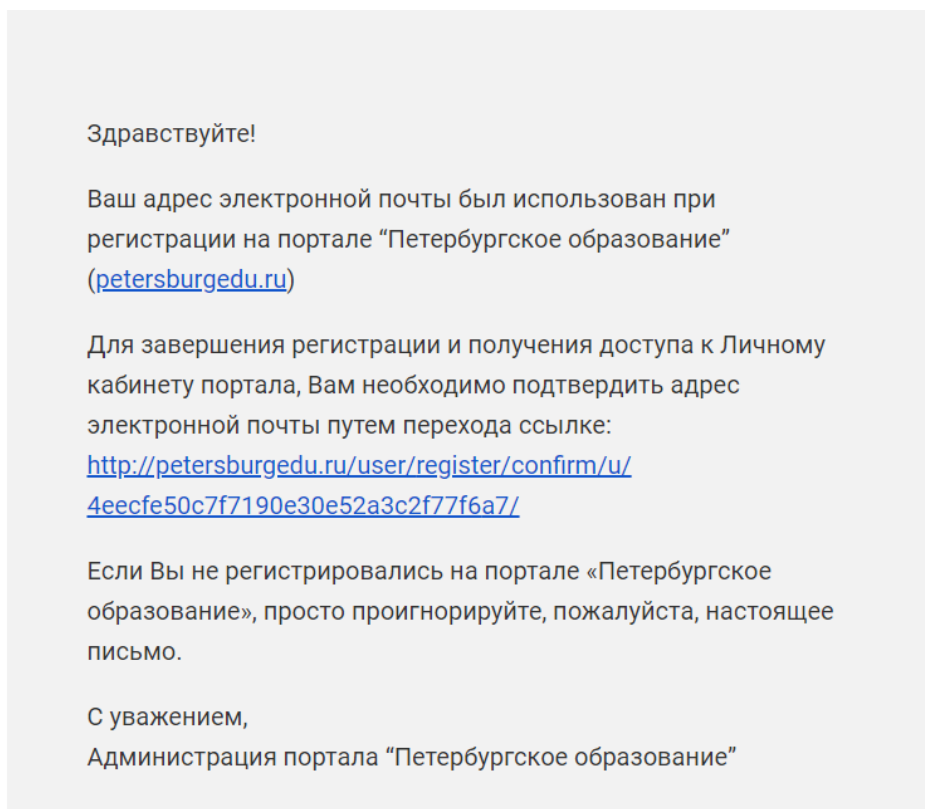 Здравствуйте!
Ваш адрес электронной почты был использован при
регистрации на портале “Петербургское образование”
(petersburgedu.ru)
Для завершения регистрации и получения доступа к Личному
кабинету портала, Вам необходимо подтвердить адрес
электронной почты путем перехода ссылке:
http://petersburgedu.ru/user/register/confirm/u/
4eecfe50c7f7190e30e52a3c2f77f6a7/
Если Вы не регистрировались на портале «Петербургское
образование», просто проигнорируйте, пожалуйста, настоящее
письмо.
С уважением,
Администрация портала “Петербургское образование”